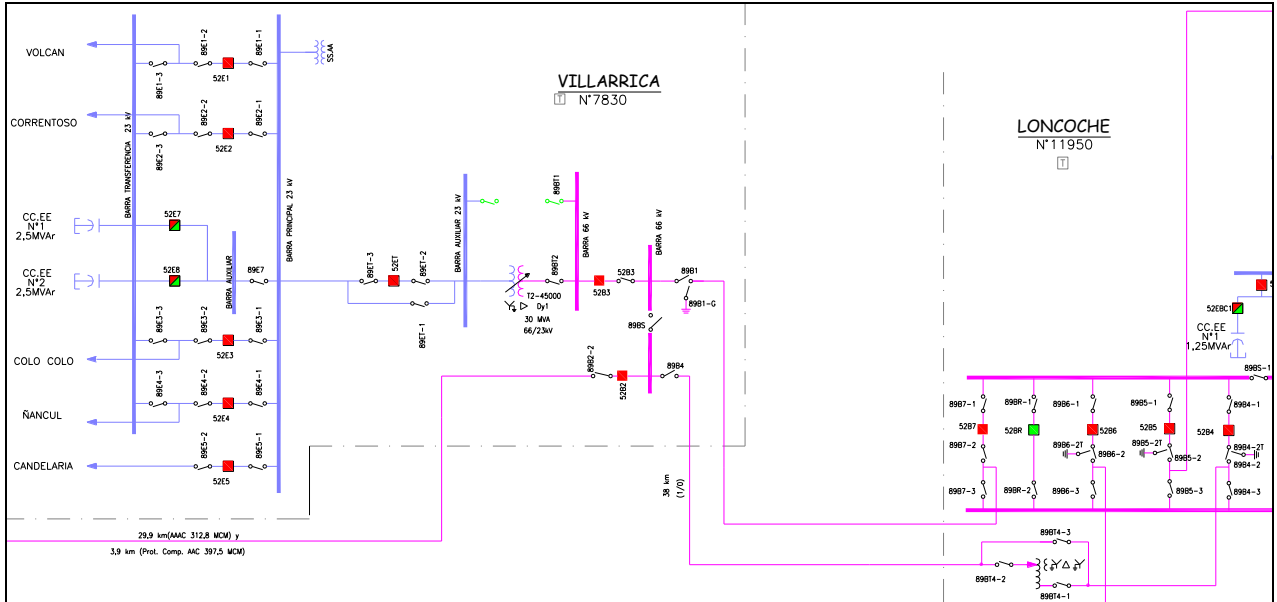 VOLCAN
CORRENTOSO
CC.EE
N°1
2,5MVAr
CC.EE
N°2
2,5MVAr
COLO COLO
ÑANCUL
CANDELARIA
89E1-3
89E1-2
52E1
89E1-1
SS.AA
89E2-3
89E2-2
52E2
89E2-1
BARRA TRANSFERENCIA 23 kV
BARRA PRINCIPAL 23 kV
52E7
52E8
BARRA AUXILIAR
89E7
89E3-3
89E3-2
52E3
89E3-1
89E4-3
89E4-2
52E4
89E4-1
89E5-2
52E5
89E5-1
VILLARRICA
N°7830
T
89ET-3
52ET
89ET-2
89ET-1
BARRA AUXILIAR 23 kV
T2-45000
Dy1
30 MVA
66/23kV
89BT1
89BT2
BARRA 66 kV
52B3
52B3
BARRA 66 kV
89B1
89B1-G
89BS
89B2-2
52B2
89B4
29,9 km(AAAC 312,8 MCM) y
3,9 km (Prot. Comp. AAC 397,5 MCM)
38 km
(1/0)
LONCOCHE
N°11950
T
52EBC1
CC.EE
N°1
1,25MVAr
89BS-1
89B7-1
89BR-1
89B6-1
89B5-1
89B4-1
52B7
52BR
52B6
52B5
52B4
89B7-2
89B6-2T
89B6-2
89B5-2T
89B5-2
89B4-2T
89B4-2
89B7-3
89BR-2
89B6-3
89B5-3
89B4-3
89BT4-3
89BT4-2
89BT4-1